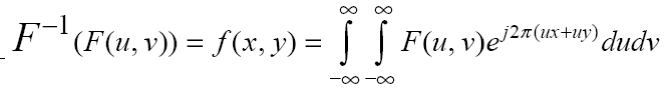 F⁻¹(F(u, v)) = f(x, y) = ∫_{-∞}^{∞} ∫_{-∞}^{∞} F(u, v)e^{j2π(ux+uy)} dudv